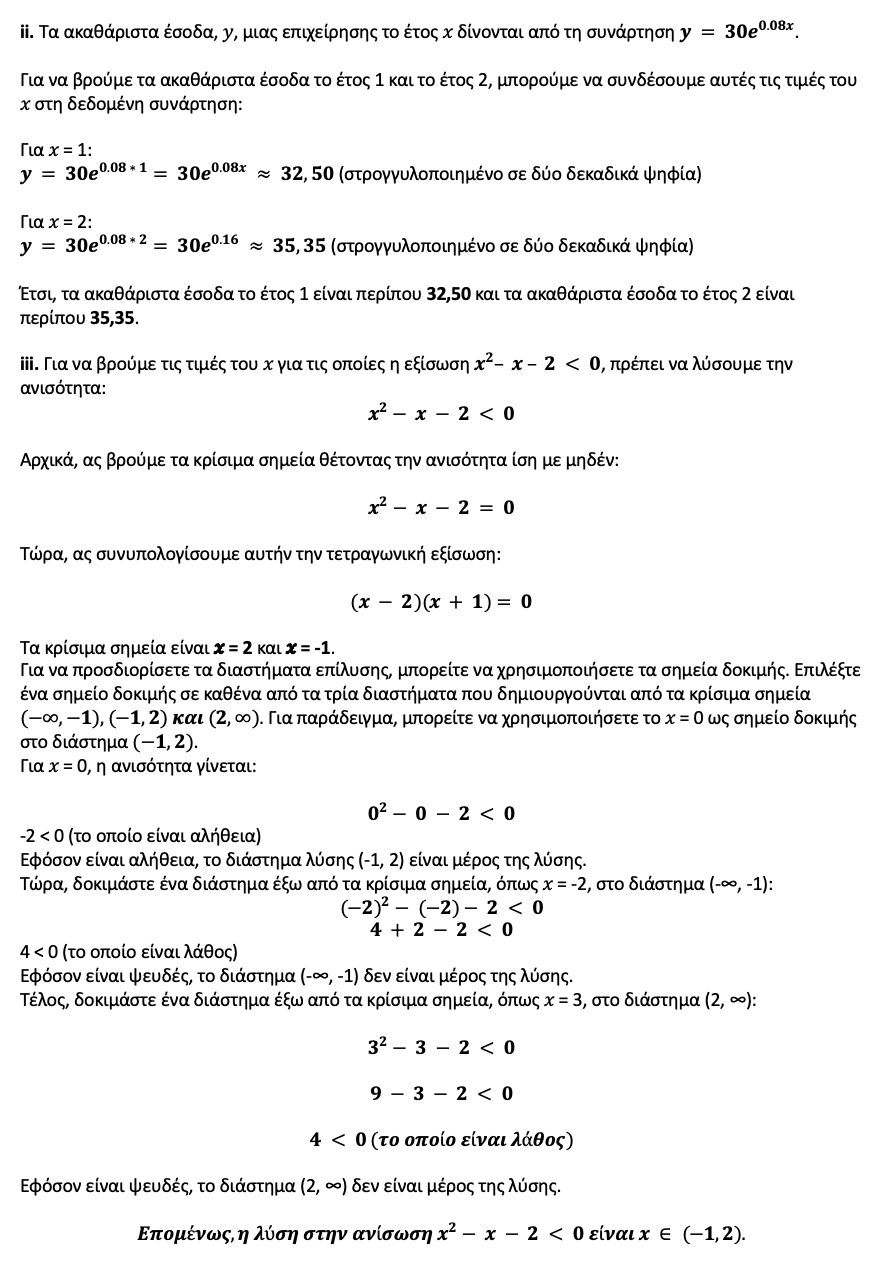 ii. Τα ακαθάριστα έσοδα, y, μιας επιχείρησης το έτος x δίνονται από τη συνάρτηση y = 30e^{0.08x}.
Για να βρούμε τα ακαθάριστα έσοδα το έτος 1 και το έτος 2, μπορούμε να συνδέσουμε αυτές τις τιμές του
x στη δεδομένη συνάρτηση:
Για x = 1:
y = 30e^{0.08 * 1} = 30e^{0.08x} ≈ 32,50 (στρογγυλοποιημένο σε δύο δεκαδικά ψηφία)
Για x = 2:
y = 30e^{0.08 * 2} = 30e^{0.16} ≈ 35,35 (στρογγυλοποιημένο σε δύο δεκαδικά ψηφία)
Έτσι, τα ακαθάριστα έσοδα το έτος 1 είναι περίπου 32,50 και τα ακαθάριστα έσοδα το έτος 2 είναι
περίπου 35,35.
iii. Για να βρούμε τις τιμές του x για τις οποίες η εξίσωση x² – x – 2 < 0, πρέπει να λύσουμε την
ανισότητα:
x² − x − 2 < 0
Αρχικά, ας βρούμε τα κρίσιμα σημεία θέτοντας την ανισότητα ίση με μηδέν:
x² − x − 2 = 0
Τώρα, ας συνυπολογίσουμε αυτήν την τετραγωνική εξίσωση:
(x − 2)(x + 1) = 0
Τα κρίσιμα σημεία είναι x = 2 και x = -1.
Για να προσδιορίσετε τα διαστήματα επίλυσης, μπορείτε να χρησιμοποιήσετε τα σημεία δοκιμής. Επιλέξτε
ένα σημείο δοκιμής σε καθένα από τα τρία διαστήματα που δημιουργούνται από τα κρίσιμα σημεία
(−∞, −1), (−1, 2) και (2, ∞). Για παράδειγμα, μπορείτε να χρησιμοποιήσετε το x = 0 ως σημείο δοκιμής
στο διάστημα (−1, 2).
Για x = 0, η ανισότητα γίνεται:
0² − 0 − 2 < 0
-2 < 0 (το οποίο είναι αλήθεια)
Εφόσον είναι αλήθεια, το διάστημα λύσης (-1, 2) είναι μέρος της λύσης.
Τώρα, δοκιμάστε ένα διάστημα έξω από τα κρίσιμα σημεία, όπως x = -2, στο διάστημα (-∞, -1):
(−2)² − (−2) − 2 < 0
4 + 2 − 2 < 0
4 < 0 (το οποίο είναι λάθος)
Εφόσον είναι ψευδές, το διάστημα (-∞, -1) δεν είναι μέρος της λύσης.
Τέλος, δοκιμάστε ένα διάστημα έξω από τα κρίσιμα σημεία, όπως x = 3, στο διάστημα (2, ∞):
3² − 3 − 2 < 0
9 − 3 − 2 < 0
4 < 0 (το οποίο είναι λάθος)
Εφόσον είναι ψευδές, το διάστημα (2, ∞) δεν είναι μέρος της λύσης.
Επομένως, η λύση στην ανίσωση x² − x − 2 < 0 είναι x ∈ (−1, 2).